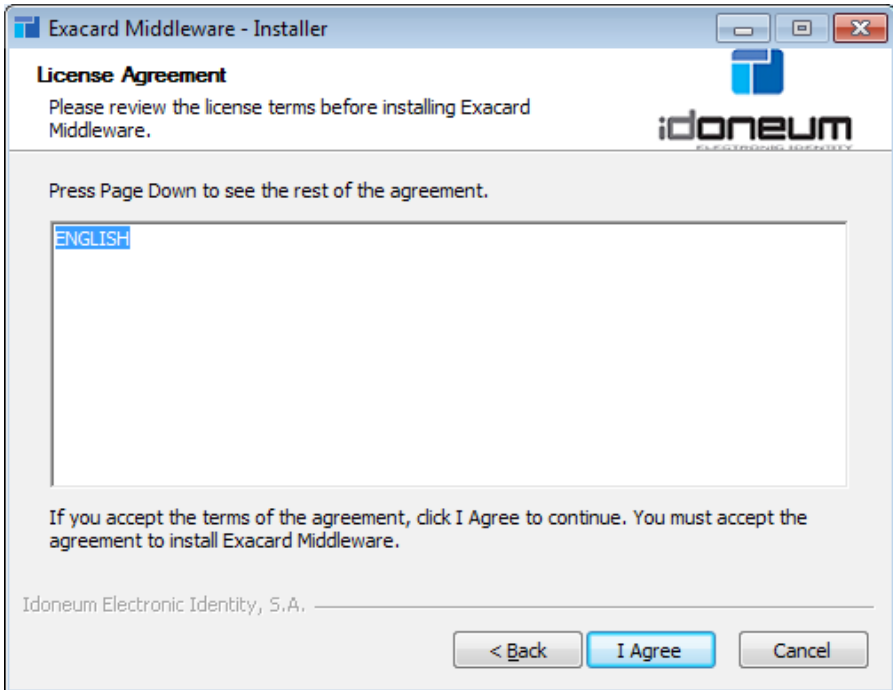 Exacard Middleware - Installer
License Agreement
Please review the license terms before installing Exacard
Middleware.
idoneum
ELECTRONIC IDENTITY
Press Page Down to see the rest of the agreement.
ENGLISH
If you accept the terms of the agreement, click I Agree to continue. You must accept the
agreement to install Exacard Middleware.
Idoneum Electronic Identity, S.A.
< Back
I Agree
Cancel